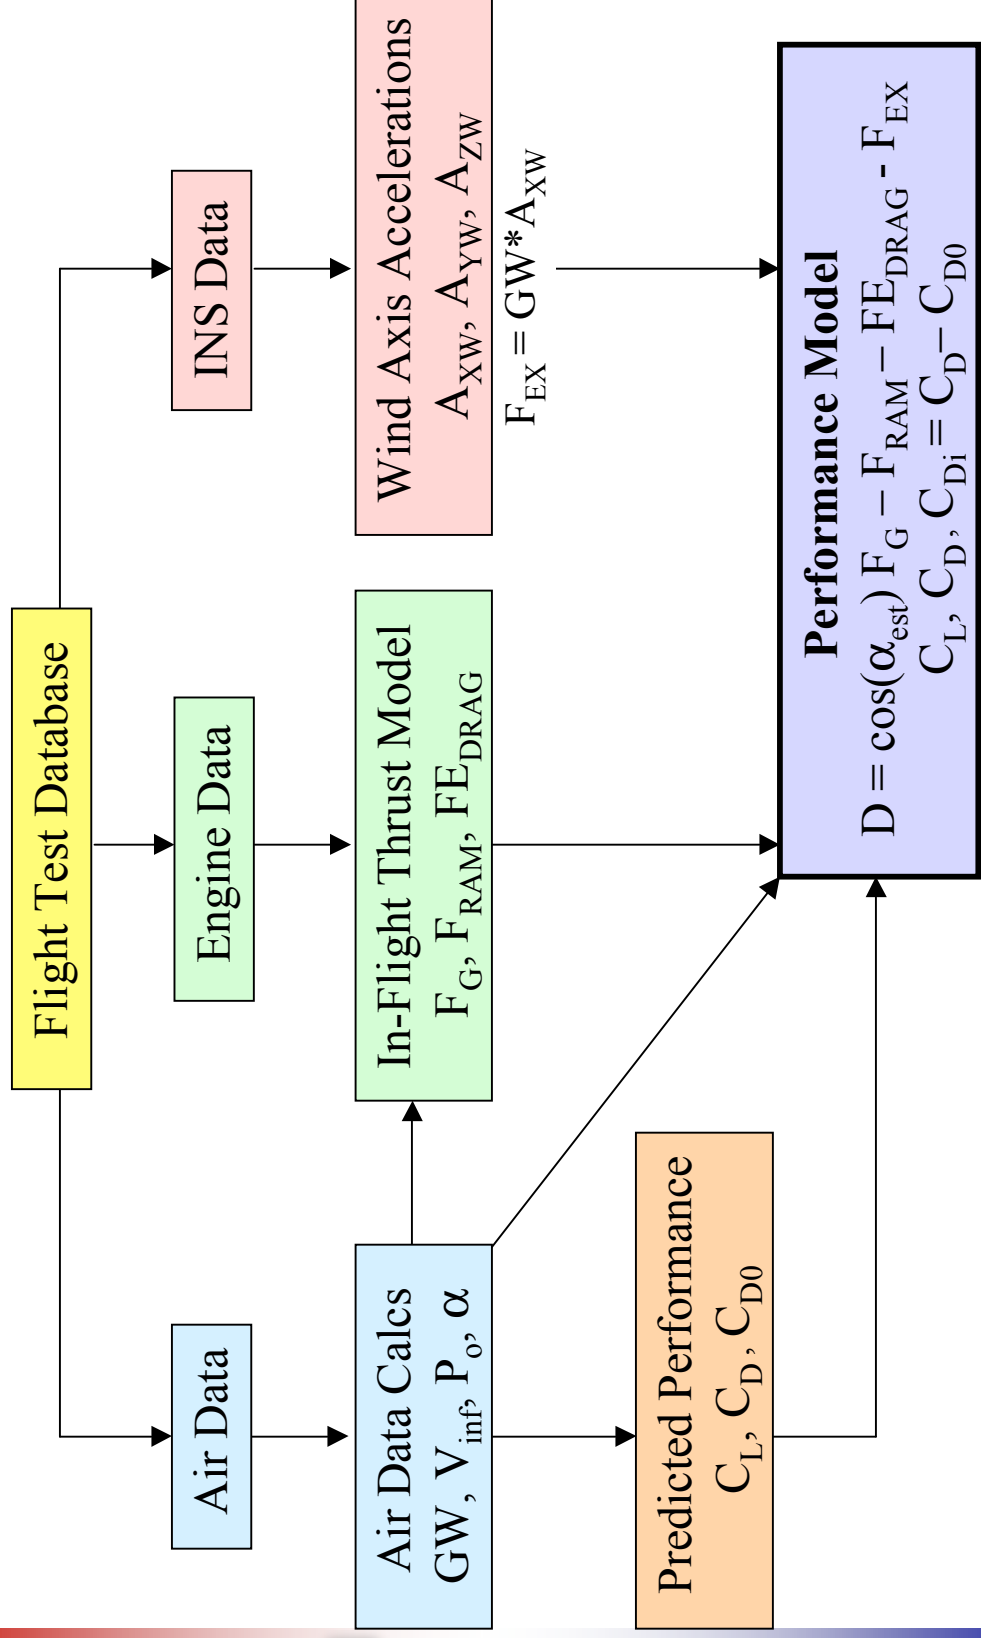 Flight Test Database
Air Data
Engine Data
INS Data
Air Data Calcs
GW, V_inf, P_o, α
In-Flight Thrust Model
F_G, F_RAM, FE_DRAG
Wind Axis Accelerations
A_XW, A_YW, A_ZW
F_EX = GW*A_XW
Predicted Performance
C_L, C_D, C_D0
Performance Model
D = cos(α_est) F_G – F_RAM – FE_DRAG - F_EX
C_L, C_D, C_Di = C_D – C_D0